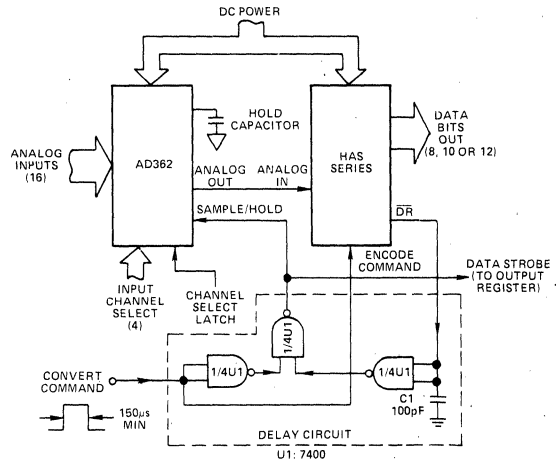 DC POWER
ANALOG
INPUTS
(16)
AD362
HOLD
CAPACITOR
ANALOG
OUT
ANALOG
IN
SAMPLE/HOLD
HAS
SERIES
DATA
BITS
OUT
(8, 10 OR 12)
DR
ENCODE
COMMAND
DATA STROBE
(TO OUTPUT
REGISTER)
INPUT
CHANNEL
SELECT
(4)
CHANNEL
SELECT
LATCH
1/4U1
1/4U1
1/4U1
CONVERT
COMMAND
150μs
MIN
C1
100pF
DELAY CIRCUIT
U1: 7400